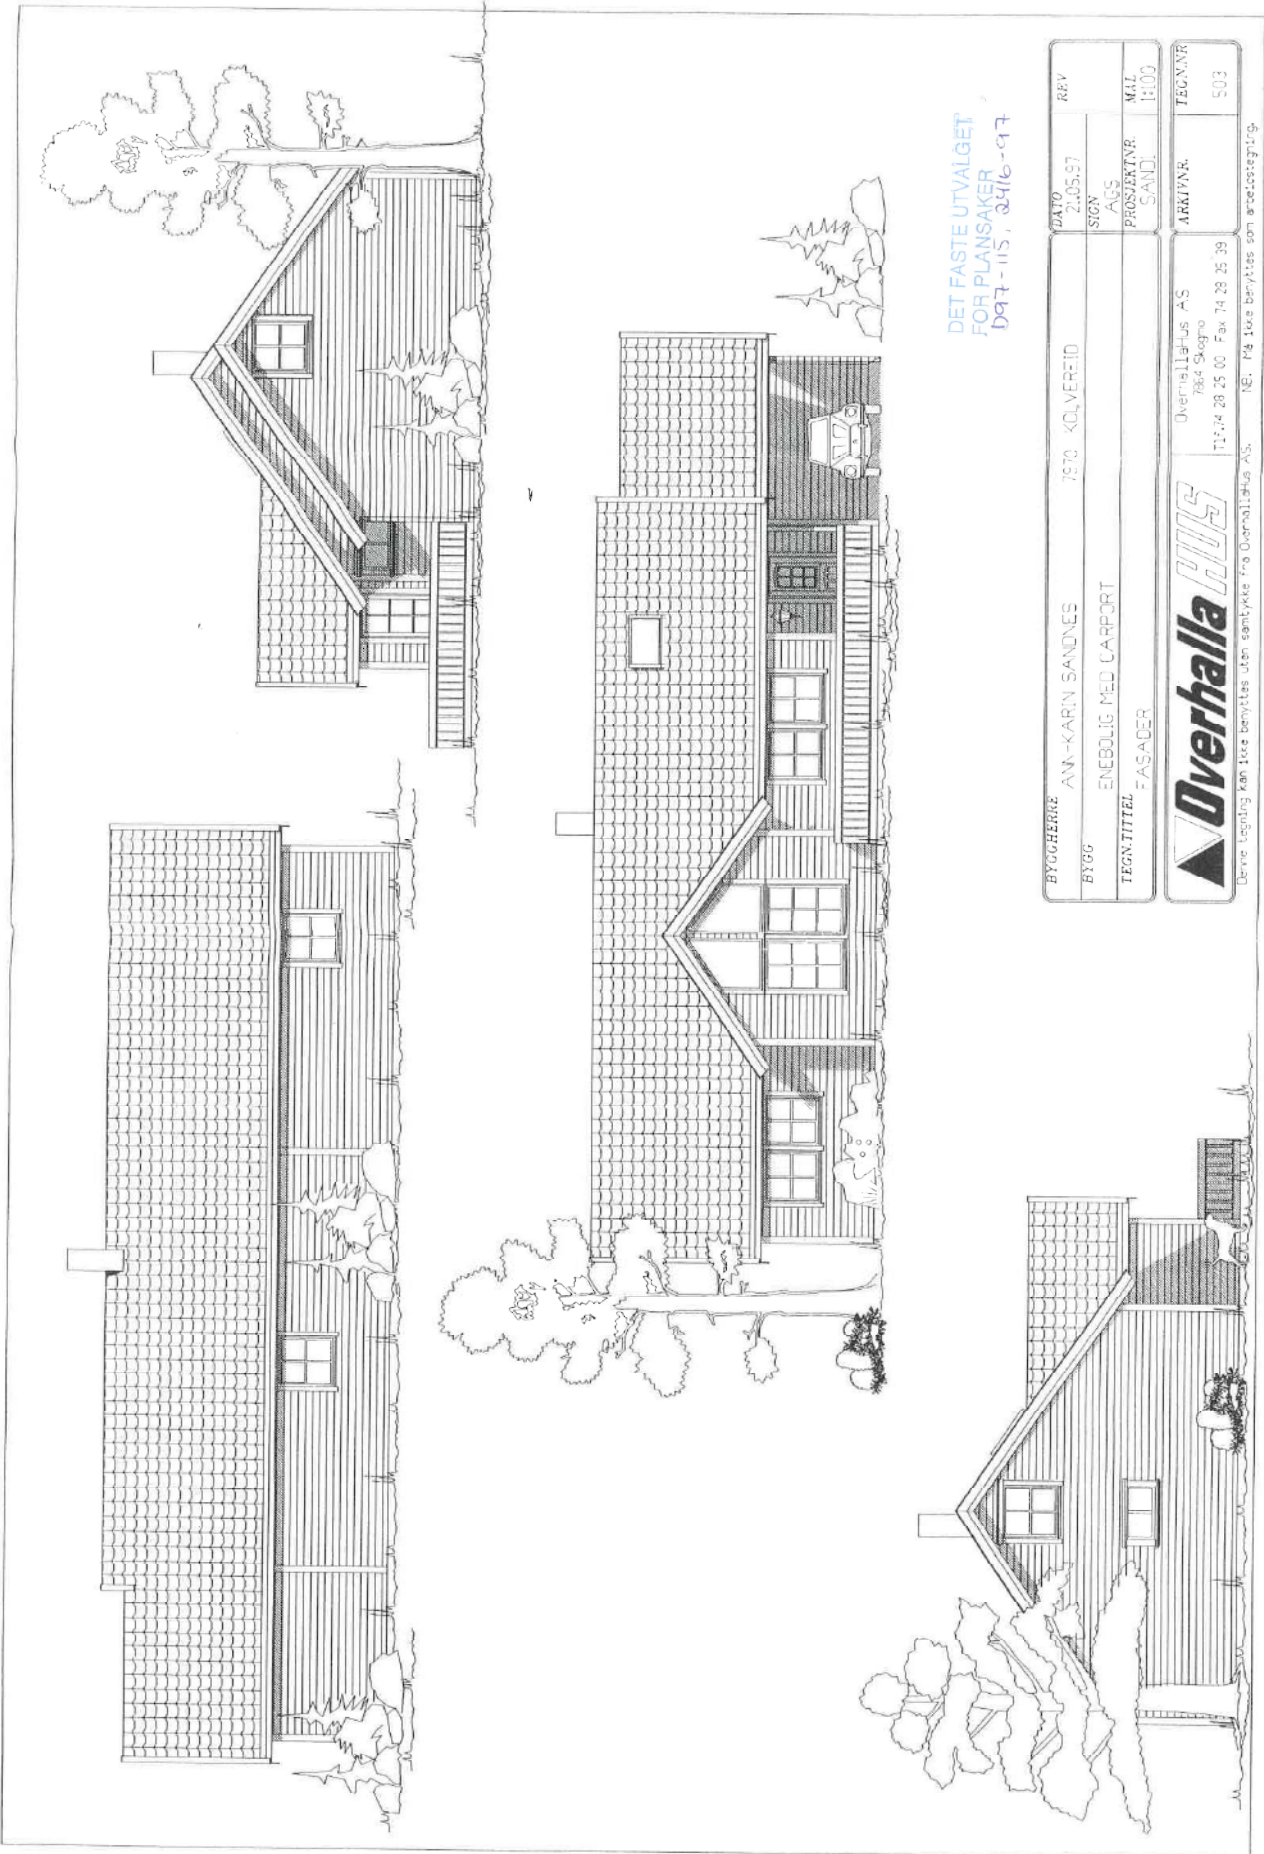 DET FASTE UTVALGET
FOR PLANSAKER
D97-115, 24/6-97
BYGGHERRE
ANN-KARIN SANDNES 7970 KOLVEREID
DATO
21.05.97
REV
BYGG
ENEBOLIG MED CARPORT
SIGN
AGS
TEGN.TITTEL
FASADER
PROSJEKTNR.
SAND1
MÅL
1:100
Overhalla HUS
OverhallaHus AS
7864 Skogmo
Tlf.74 28 25 00 Fax 74 28 25 39
ARKIVNR.
TEGN.NR
S03
Denne tegning kan ikke benyttes uten samtykke fra OverhallaHus AS. NB. Må ikke benyttes som arbeidstegning.